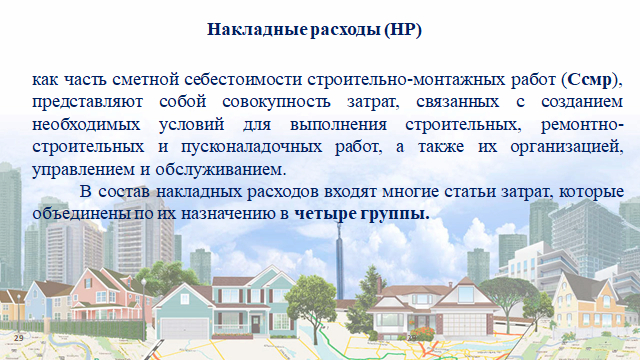 Накладные расходы (НР)
как часть сметной себестоимости строительно-монтажных работ (Ссмр),
представляют собой совокупность затрат, связанных с созданием
необходимых условий для выполнения строительных, ремонтно-
строительных и пусконаладочных работ, а также их организацией,
управлением и обслуживанием.
В состав накладных расходов входят многие статьи затрат, которые
объединены по их назначению в четыре группы.
29
29